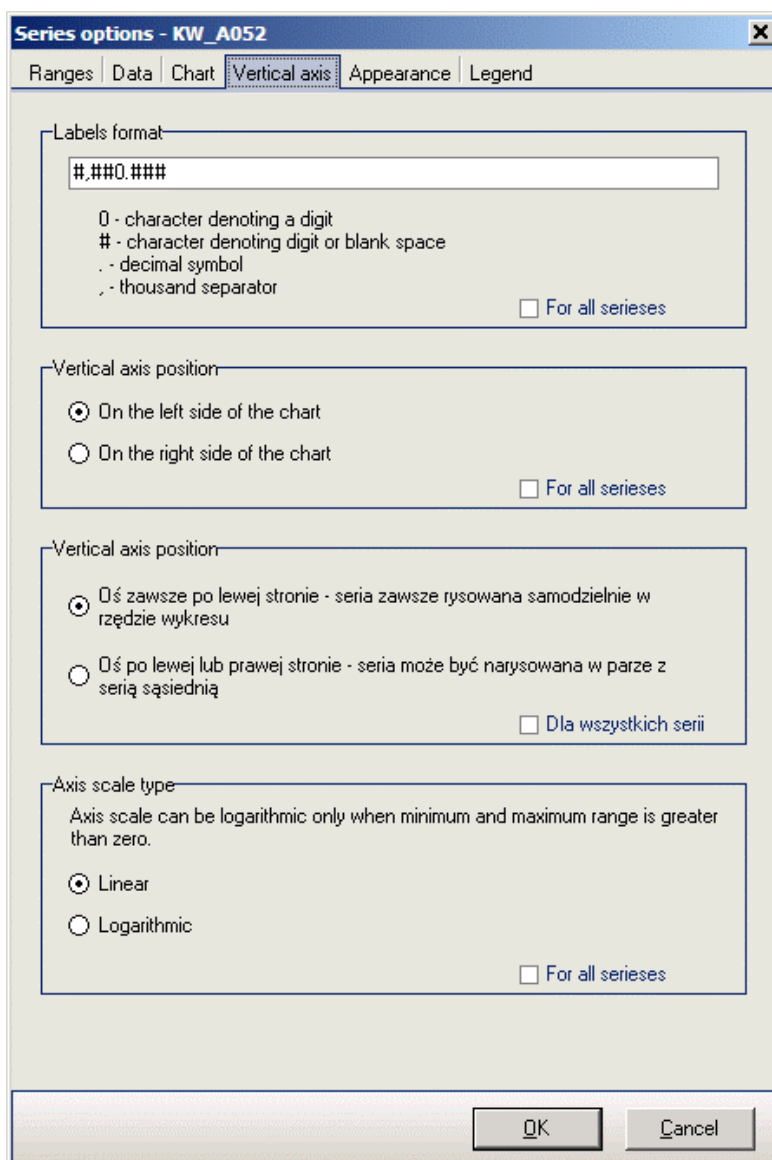 Series options - KW_A052
Ranges Data Chart Vertical axis Appearance Legend
Labels format
#,##0.###
0 - character denoting a digit
# - character denoting digit or blank space
. - decimal symbol
, - thousand separator
For all serieses
Vertical axis position
On the left side of the chart
On the right side of the chart
For all serieses
Vertical axis position
Oś zawsze po lewej stronie - seria zawsze rysowana samodzielnie w
rzędzie wykresu
Oś po lewej lub prawej stronie - seria może być narysowana w parze z
serią sąsiednią
Dla wszystkich serii
Axis scale type
Axis scale can be logarithmic only when minimum and maximum range is greater
than zero.
Linear
Logarithmic
For all serieses
OK Cancel